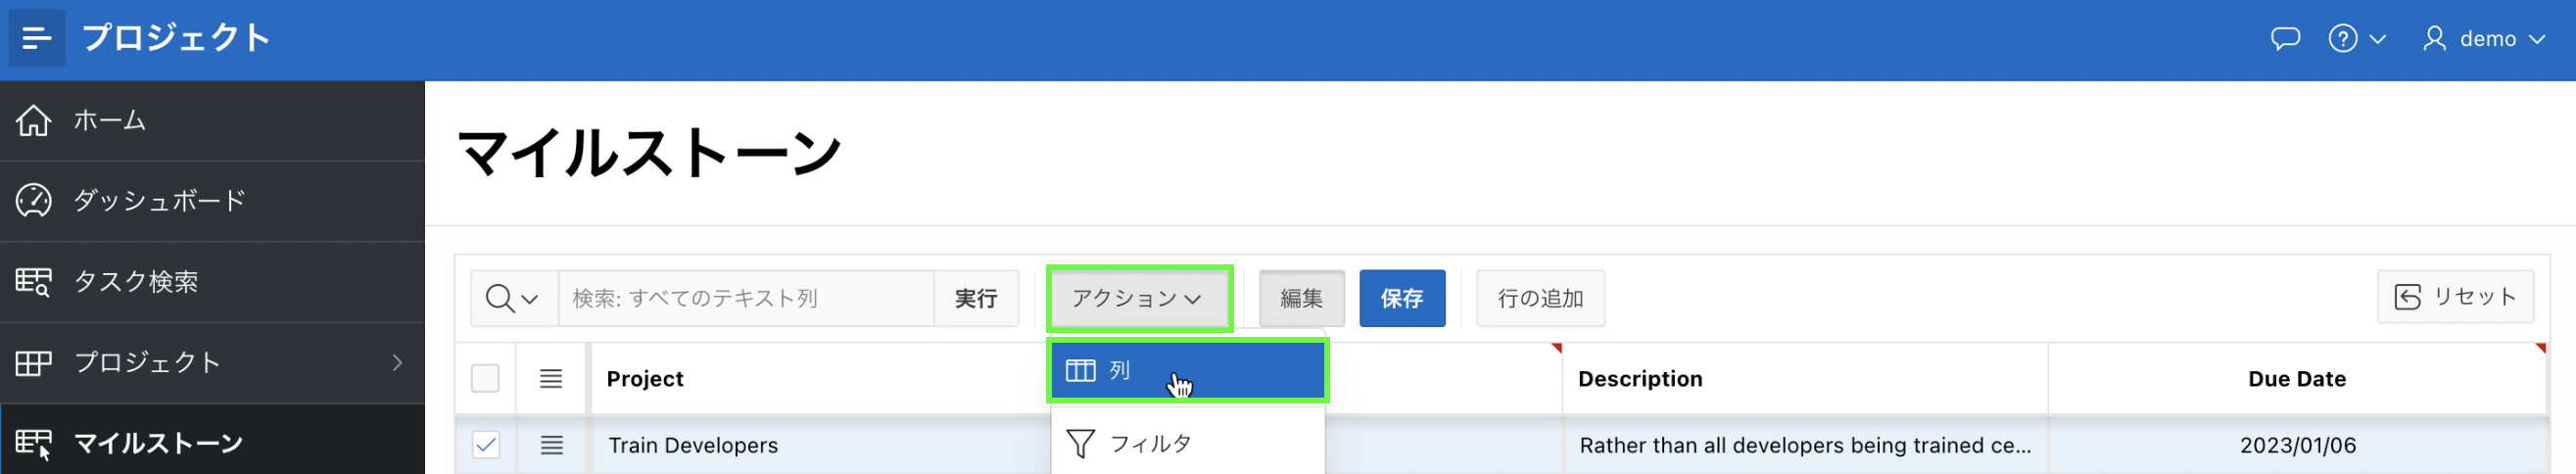 プロジェクト
demo
ホーム
ダッシュボード
タスク検索
プロジェクト
マイルストーン
マイルストーン
検索: すべてのテキスト列
実行
アクション
編集
保存
行の追加
リセット
列
フィルタ
Project
Description
Due Date
Train Developers
Rather than all developers being trained ce...
2023/01/06